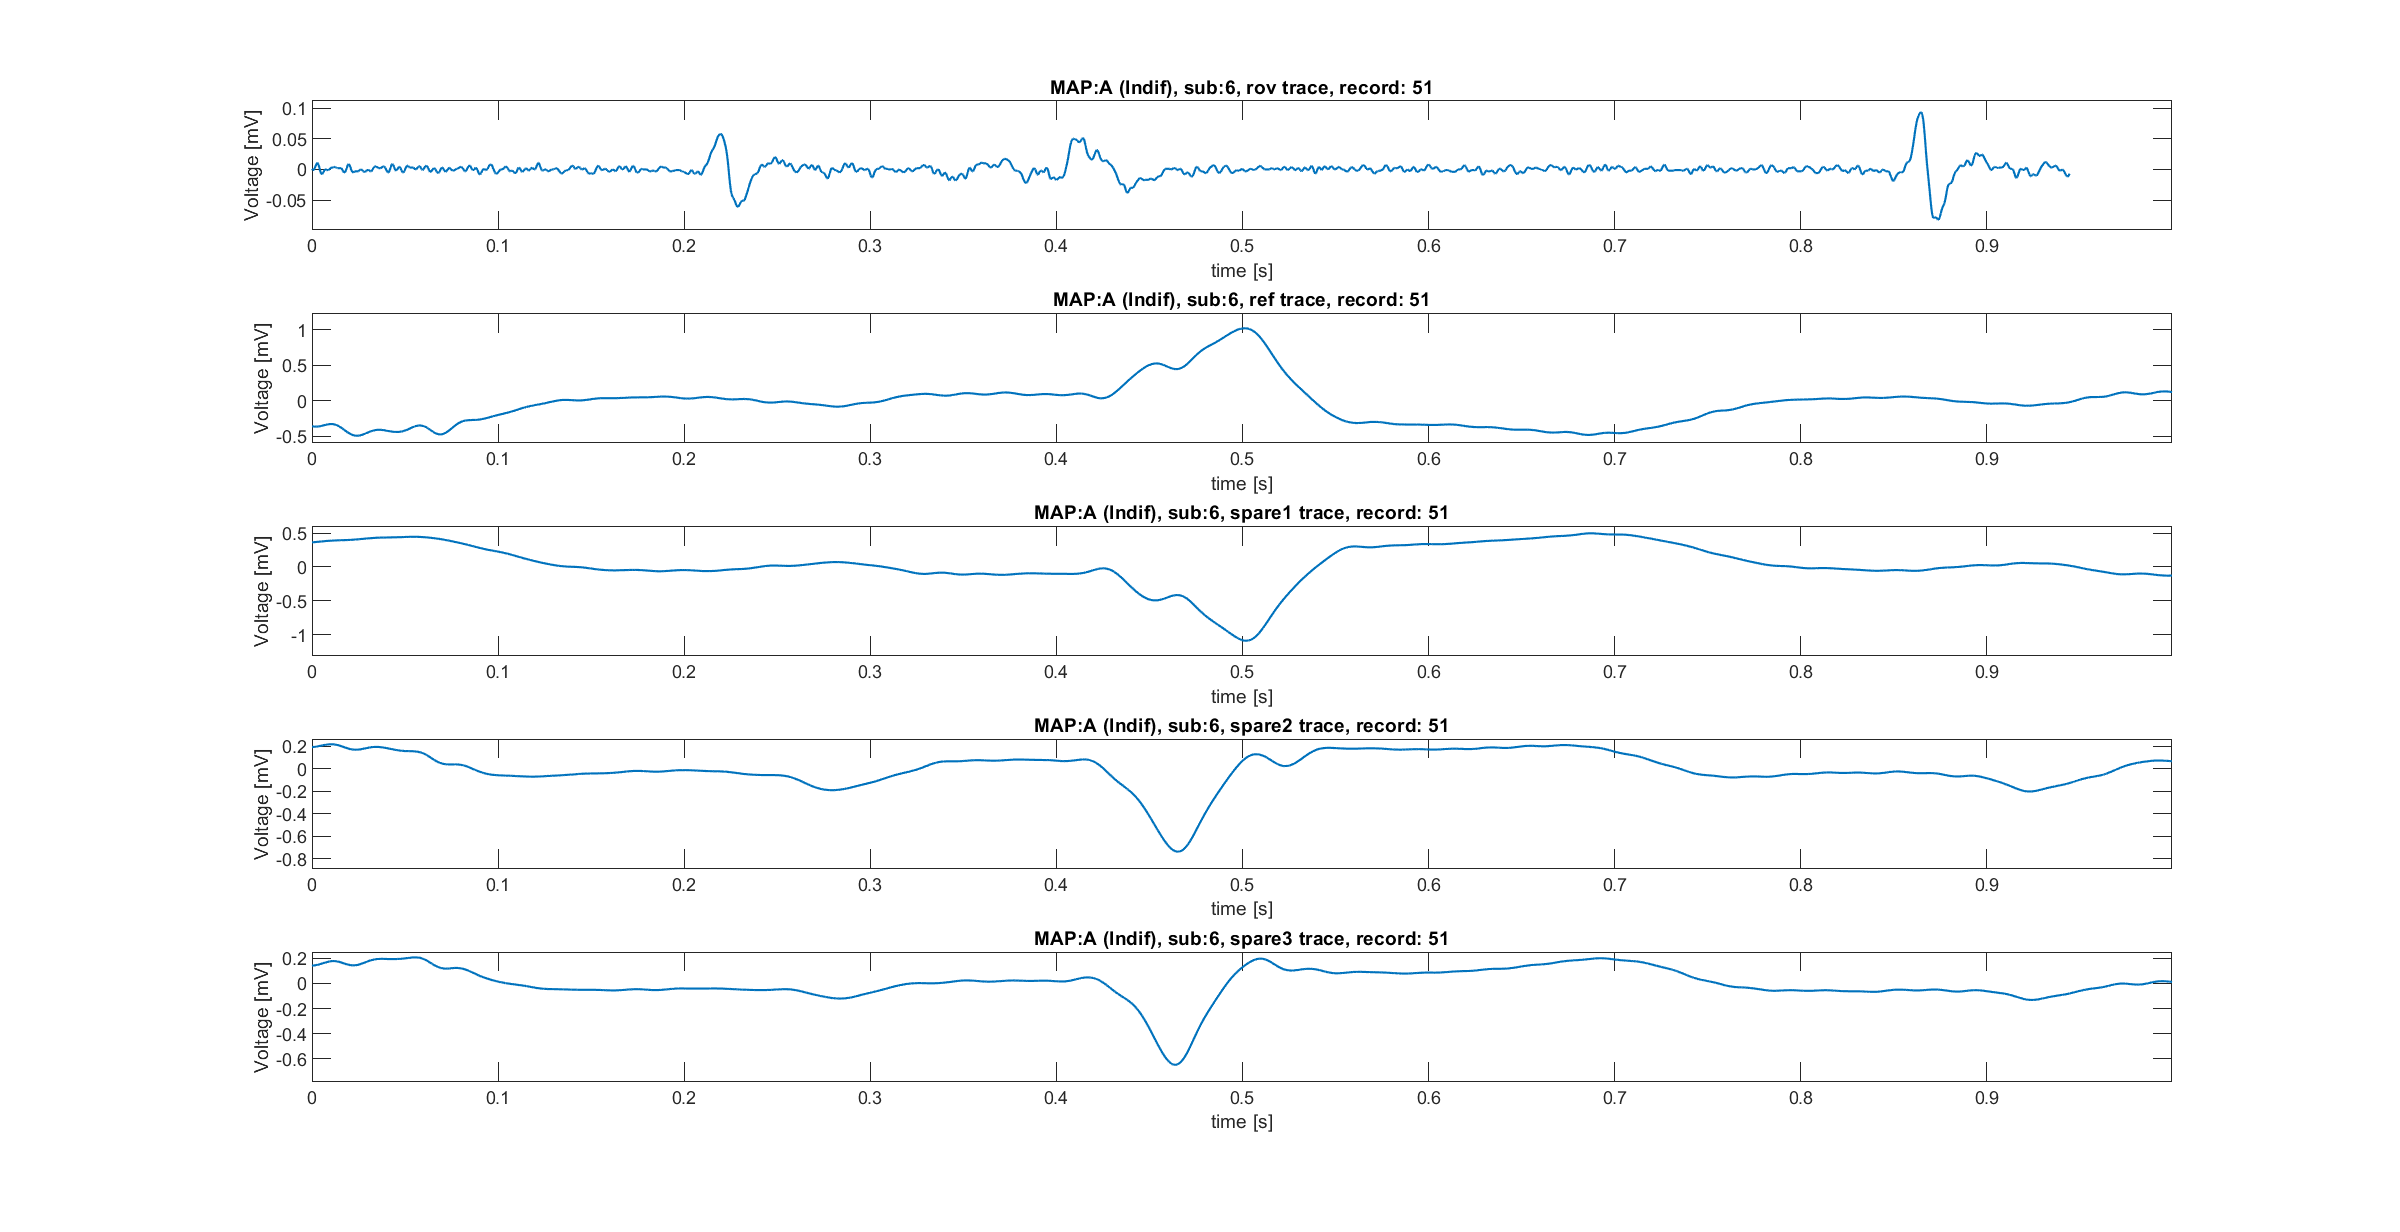 MAP:A (Indif), sub:6, rov trace, record: 51
Voltage [mV]
0.1
0.05
0
-0.05
0 0.1 0.2 0.3 0.4 0.5 0.6 0.7 0.8 0.9
time [s]
MAP:A (Indif), sub:6, ref trace, record: 51
Voltage [mV]
1
0.5
0
-0.5
0 0.1 0.2 0.3 0.4 0.5 0.6 0.7 0.8 0.9
time [s]
MAP:A (Indif), sub:6, spare1 trace, record: 51
Voltage [mV]
0.5
0
-0.5
-1
0 0.1 0.2 0.3 0.4 0.5 0.6 0.7 0.8 0.9
time [s]
MAP:A (Indif), sub:6, spare2 trace, record: 51
Voltage [mV]
0.2
0
-0.2
-0.4
-0.6
-0.8
0 0.1 0.2 0.3 0.4 0.5 0.6 0.7 0.8 0.9
time [s]
MAP:A (Indif), sub:6, spare3 trace, record: 51
Voltage [mV]
0.2
0
-0.2
-0.4
-0.6
0 0.1 0.2 0.3 0.4 0.5 0.6 0.7 0.8 0.9
time [s]